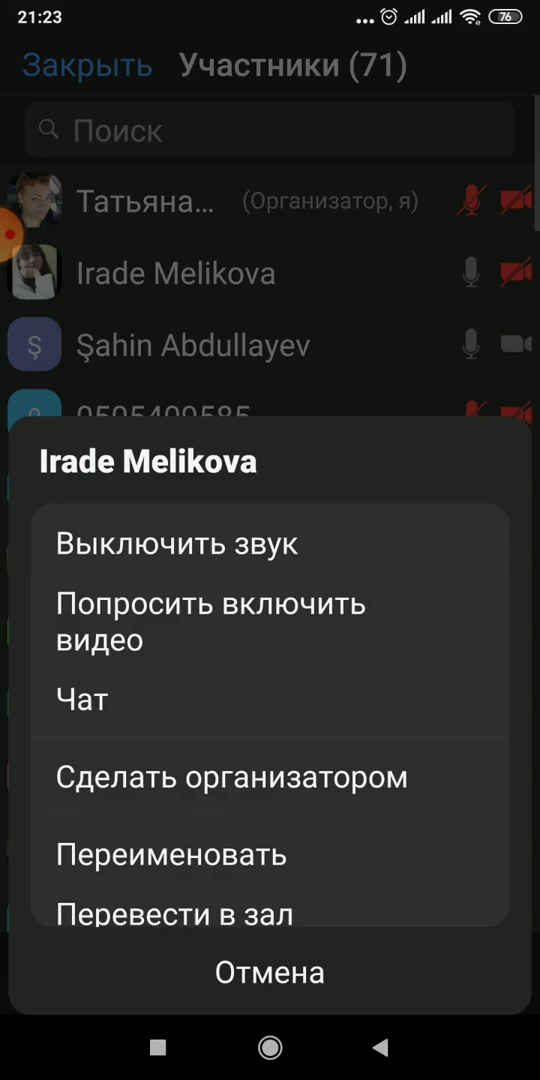 21:23
76
Закрыть Участники (71)
Поиск
Татьяна... (Организатор, я)
Irade Melikova
Ş Şahin Abdullayev
Irade Melikova
Выключить звук
Попросить включить
видео
Чат
Сделать организатором
Переименовать
Перевести в зал
Отмена